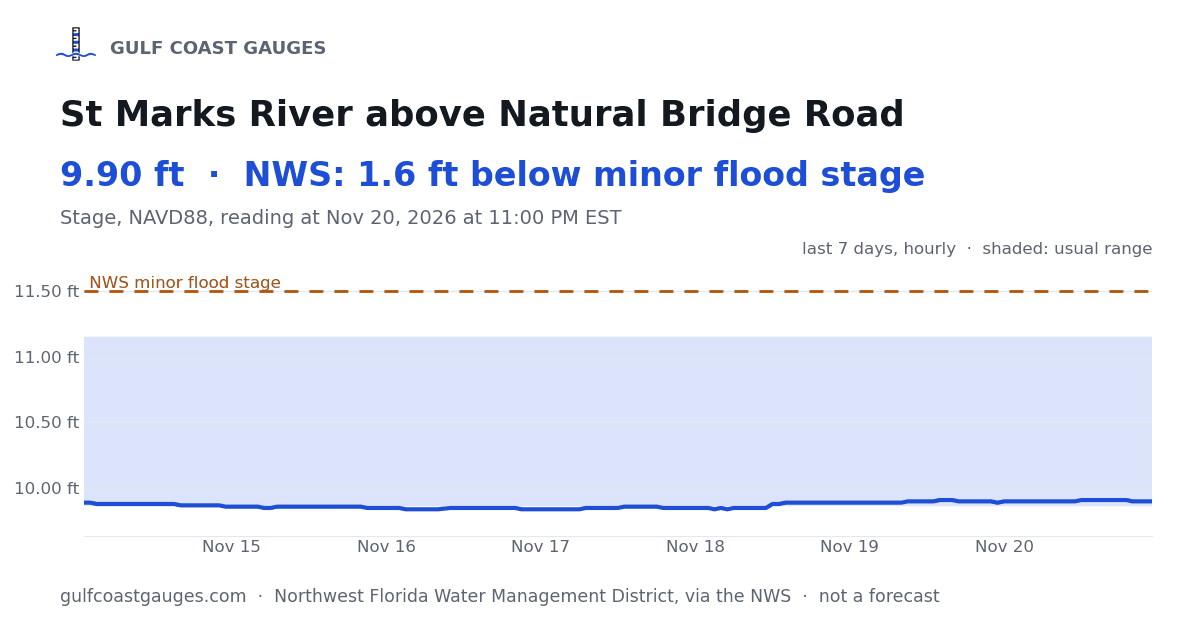 GULF COAST GAUGES
St Marks River above Natural Bridge Road
9.90 ft · NWS: 1.6 ft below minor flood stage
Stage, NAVD88, reading at Nov 20, 2026 at 11:00 PM EST
last 7 days, hourly · shaded: usual range
NWS minor flood stage
11.50 ft
11.00 ft
10.50 ft
10.00 ft
Nov 15 Nov 16 Nov 17 Nov 18 Nov 19 Nov 20
gulfcoastgauges.com · Northwest Florida Water Management District, via the NWS · not a forecast